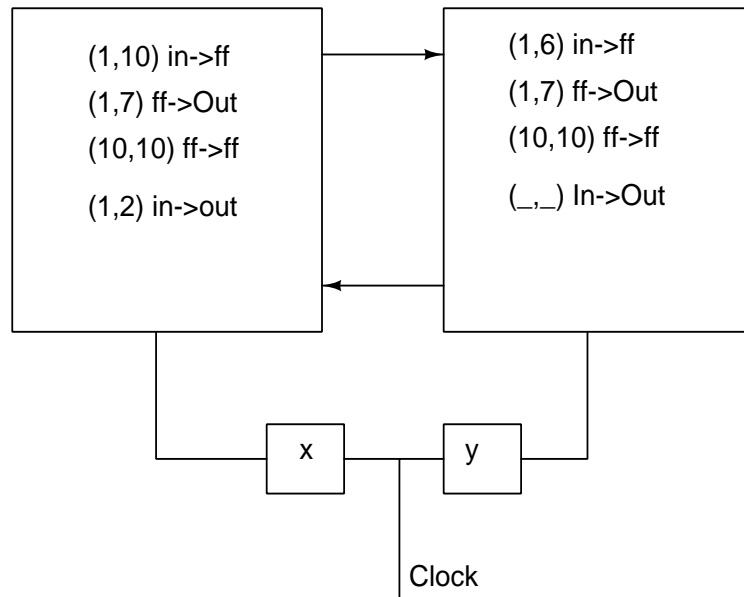 (1,10) in->ff
(1,7) ff->Out
(10,10) ff->ff
(1,2) in->out
(1,6) in->ff
(1,7) ff->Out
(10,10) ff->ff
(_,_) In->Out
x
y
Clock